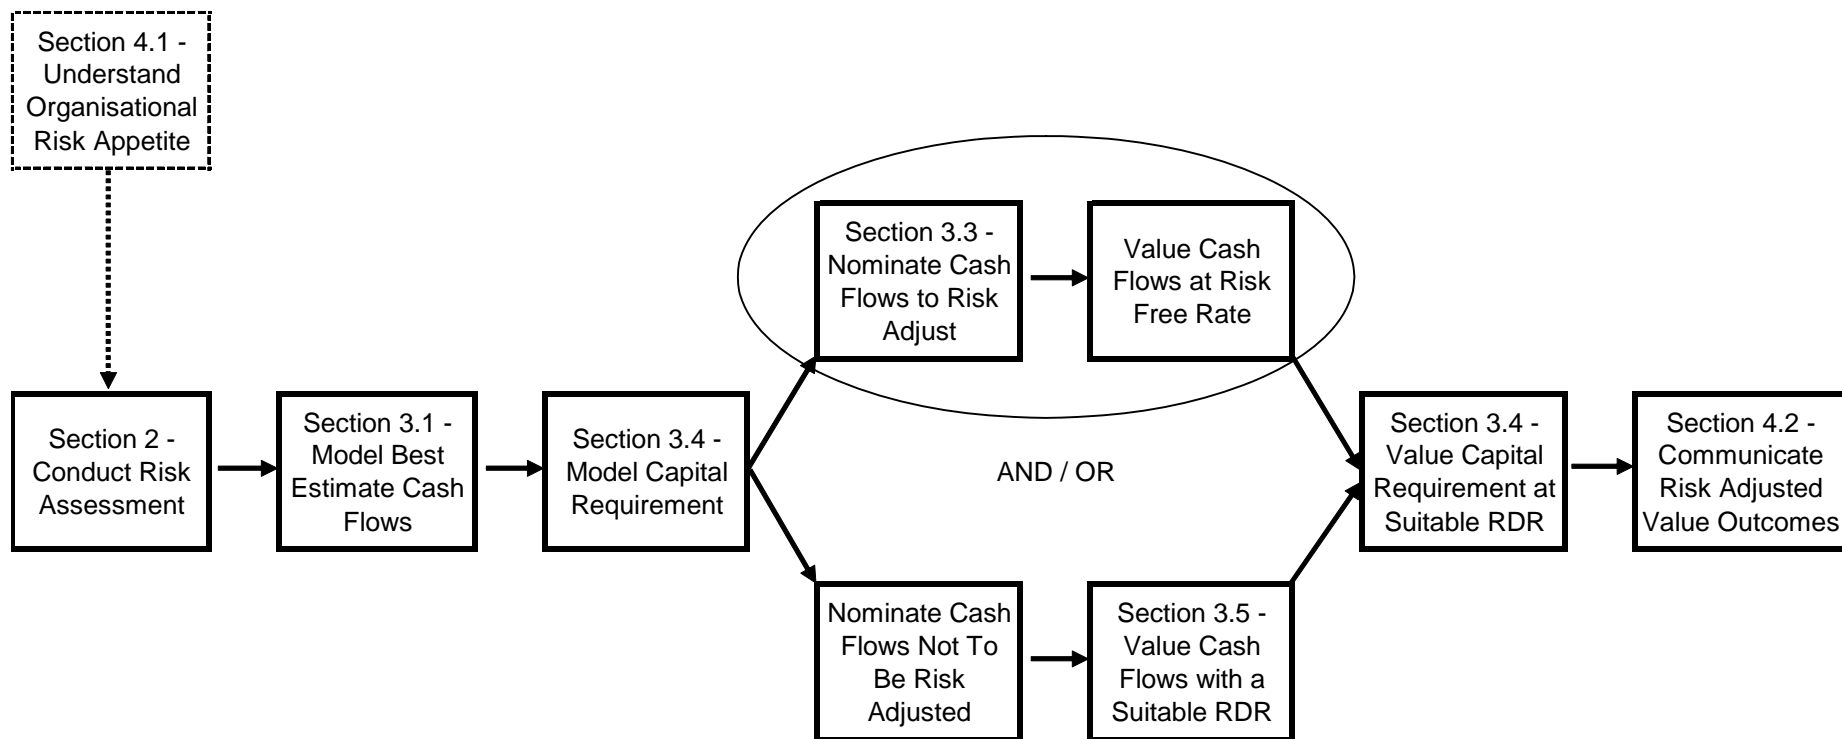 Section 4.1 -
Understand
Organisational
Risk Appetite
Section 3.3 -
Nominate Cash
Flows to Risk
Adjust
Value Cash
Flows at Risk
Free Rate
Section 2 -
Conduct Risk
Assessment
Section 3.1 -
Model Best
Estimate Cash
Flows
Section 3.4 -
Model Capital
Requirement
AND / OR
Section 3.4 -
Value Capital
Requirement at
Suitable RDR
Section 4.2 -
Communicate
Risk Adjusted
Value Outcomes
Nominate Cash
Flows Not To
Be Risk
Adjusted
Section 3.5 -
Value Cash
Flows with a
Suitable RDR